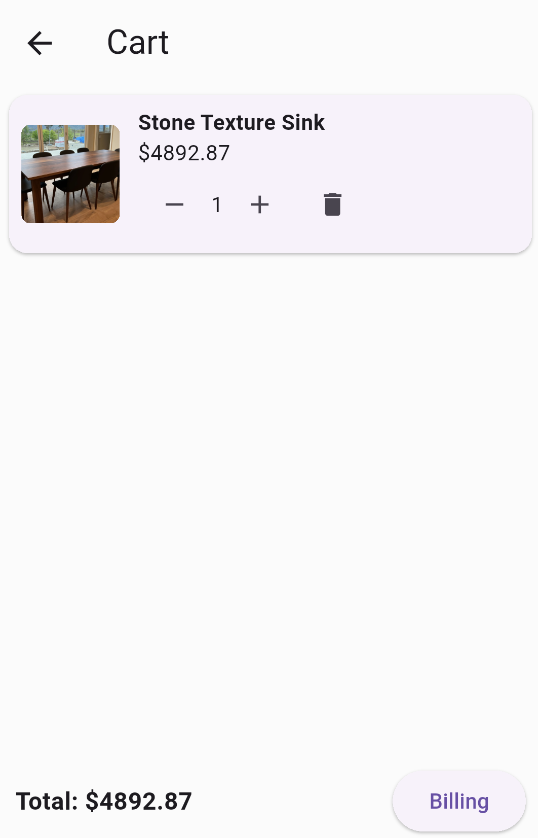 Cart
Stone Texture Sink
$4892.87
1
Total: $4892.87
Billing